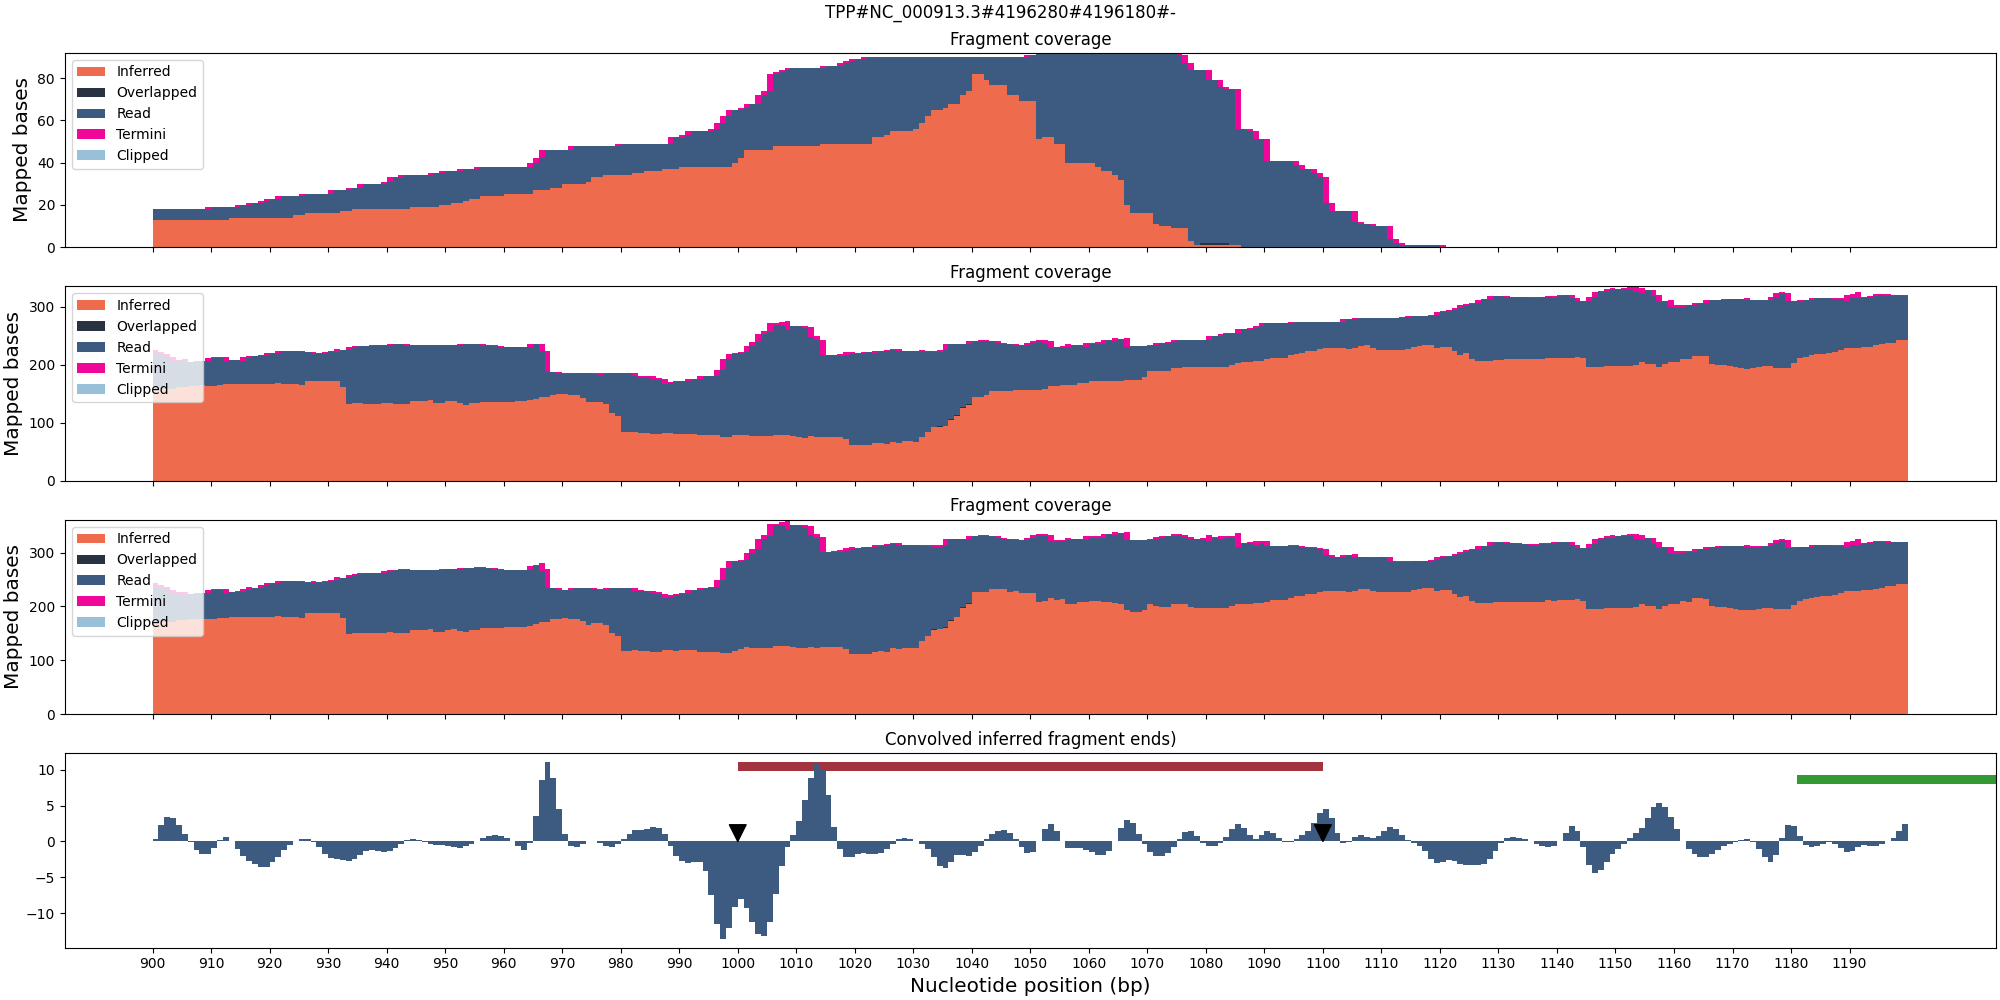 TPP#NC_000913.3#4196280#4196180#-
Fragment coverage
Mapped bases
80
60
40
20
0
Inferred
Overlapped
Read
Termini
Clipped
Fragment coverage
Mapped bases
300
200
100
0
Inferred
Overlapped
Read
Termini
Clipped
Fragment coverage
Mapped bases
300
200
100
0
Inferred
Overlapped
Read
Termini
Clipped
Convolved inferred fragment ends)
10
5
0
−5
−10
900 910 920 930 940 950 960 970 980 990 1000 1010 1020 1030 1040 1050 1060 1070 1080 1090 1100 1110 1120 1130 1140 1150 1160 1170 1180 1190
Nucleotide position (bp)